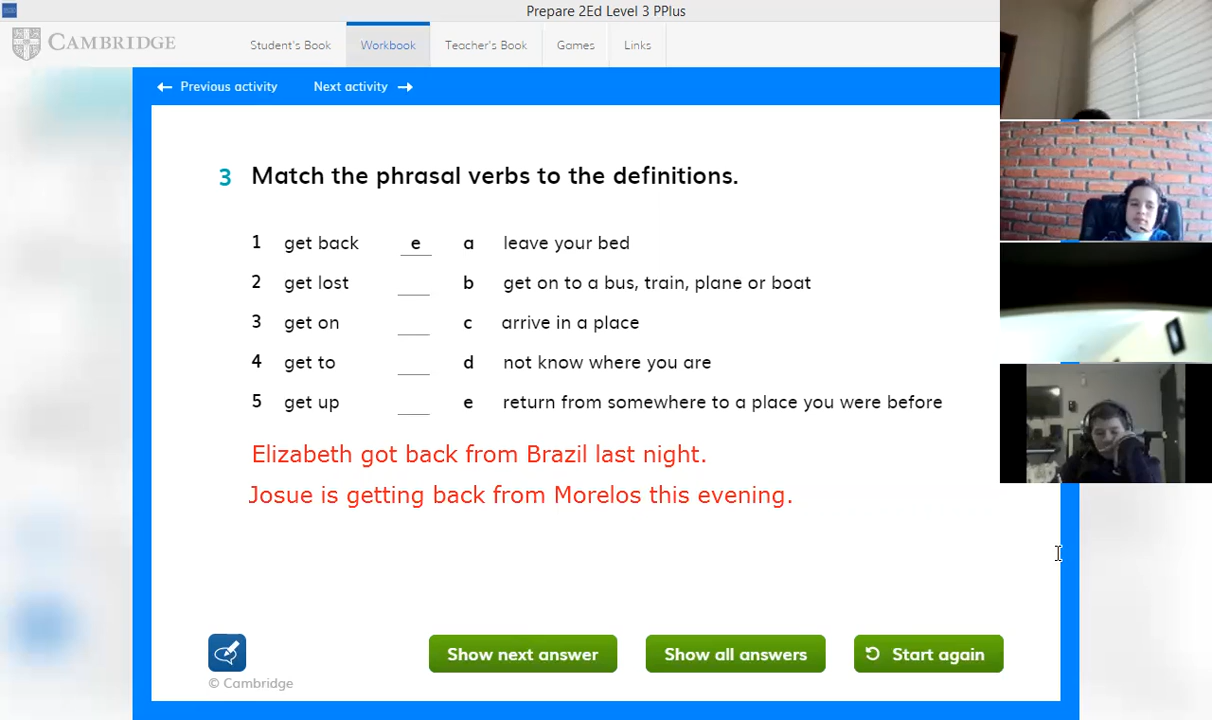 Prepare 2Ed Level 3 PPlus
CAMBRIDGE Student's Book Workbook Teacher's Book Games Links
← Previous activity Next activity →
3 Match the phrasal verbs to the definitions.
1 get back e a leave your bed
2 get lost ___ b get on to a bus, train, plane or boat
3 get on ___ c arrive in a place
4 get to ___ d not know where you are
5 get up ___ e return from somewhere to a place you were before
Elizabeth got back from Brazil last night.
Josue is getting back from Morelos this evening.
Show next answer Show all answers Start again
© Cambridge